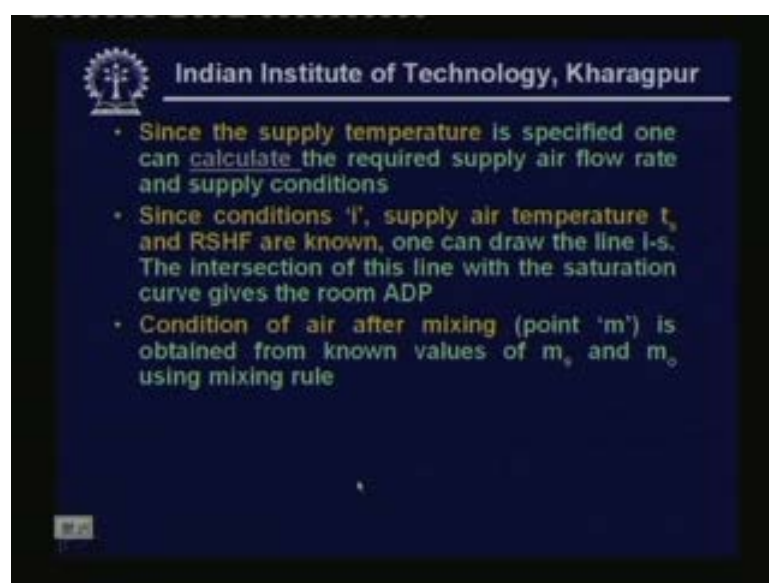 Indian Institute of Technology, Kharagpur
• Since the supply temperature is specified one
can calculate the required supply air flow rate
and supply conditions
• Since conditions ‘i’, supply air temperature tₛ
and RSHF are known, one can draw the line i-s.
The intersection of this line with the saturation
curve gives the room ADP
• Condition of air after mixing (point ‘m’) is
obtained from known values of mₛ and mₒ
using mixing rule